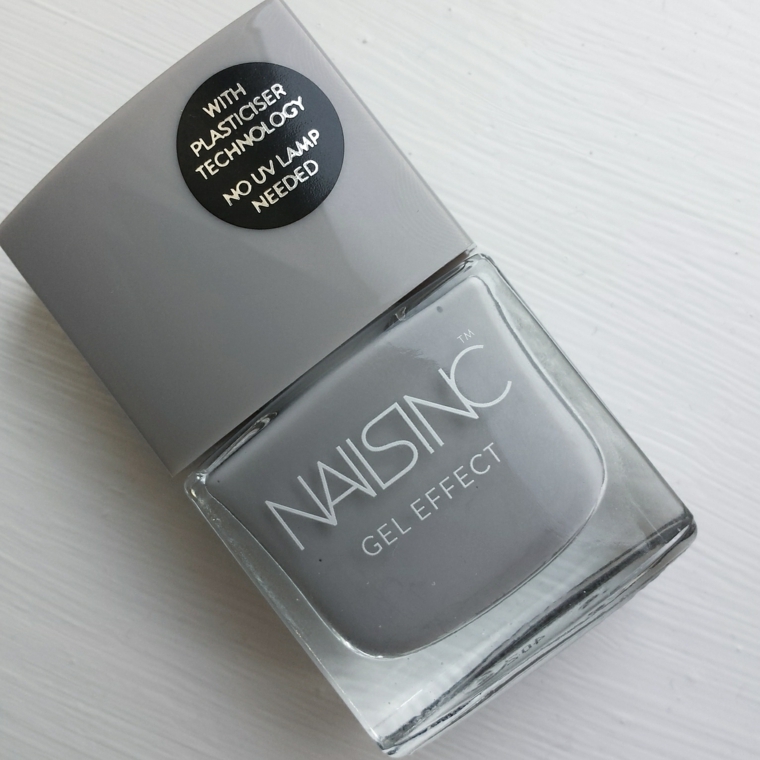 WITH
PLASTICISER
TECHNOLOGY
NO UV LAMP
NEEDED
NAILSINC™
GEL EFFECT